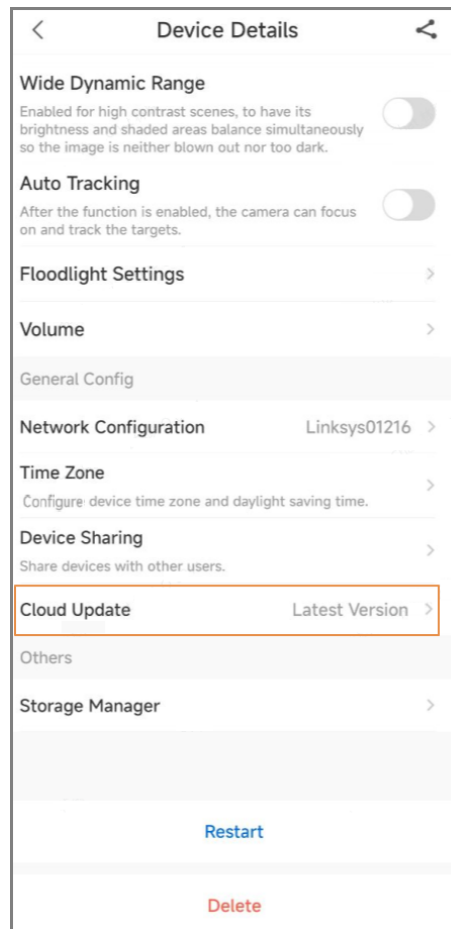 Device Details
Wide Dynamic Range
Enabled for high contrast scenes, to have its
brightness and shaded areas balance simultaneously
so the image is neither blown out nor too dark.
Auto Tracking
After the function is enabled, the camera can focus
on and track the targets.
Floodlight Settings
Volume
General Config
Network Configuration Linksys01216
Time Zone
Configure device time zone and daylight saving time.
Device Sharing
Share devices with other users.
Cloud Update Latest Version
Others
Storage Manager
Restart
Delete